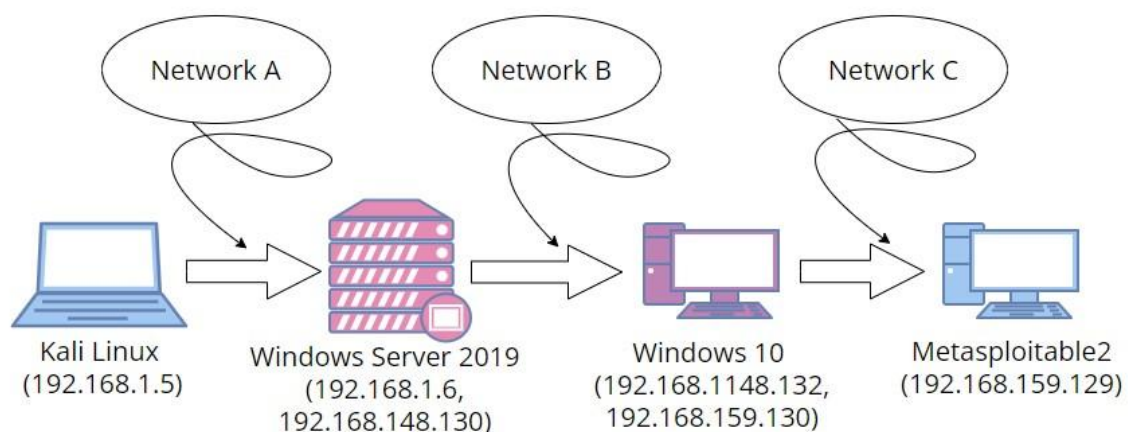 Network A
Network B
Network C
Kali Linux
(192.168.1.5)
Windows Server 2019
(192.168.1.6,
192.168.148.130)
Windows 10
(192.168.1148.132,
192.168.159.130)
Metasploitable2
(192.168.159.129)